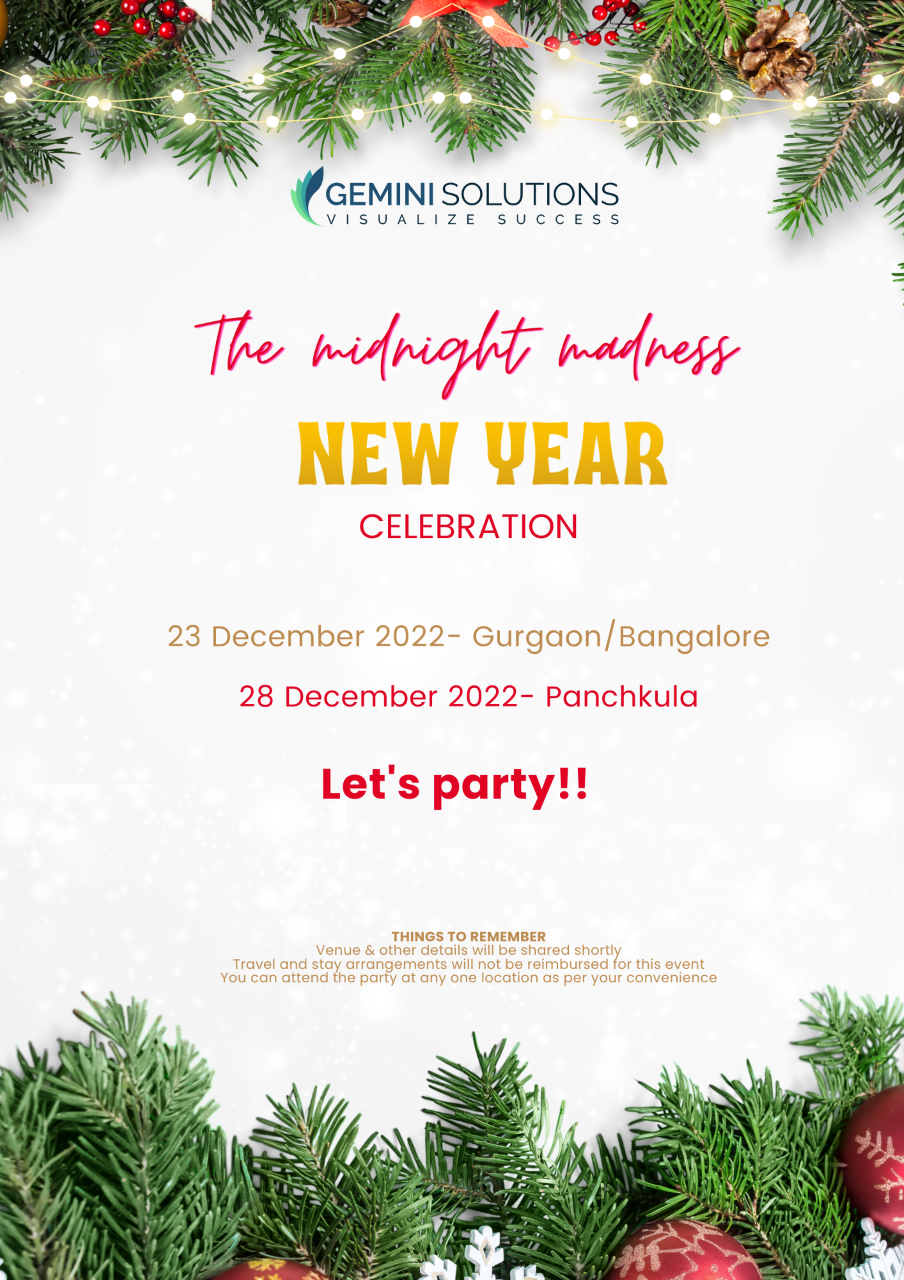 GEMINI SOLUTIONS
VISUALIZE SUCCESS
The midnight madness
NEW YEAR
CELEBRATION
23 December 2022- Gurgaon/Bangalore
28 December 2022- Panchkula
Let's party!!
THINGS TO REMEMBER
Venue & other details will be shared shortly
Travel and stay arrangements will not be reimbursed for this event
You can attend the party at any one location as per your convenience